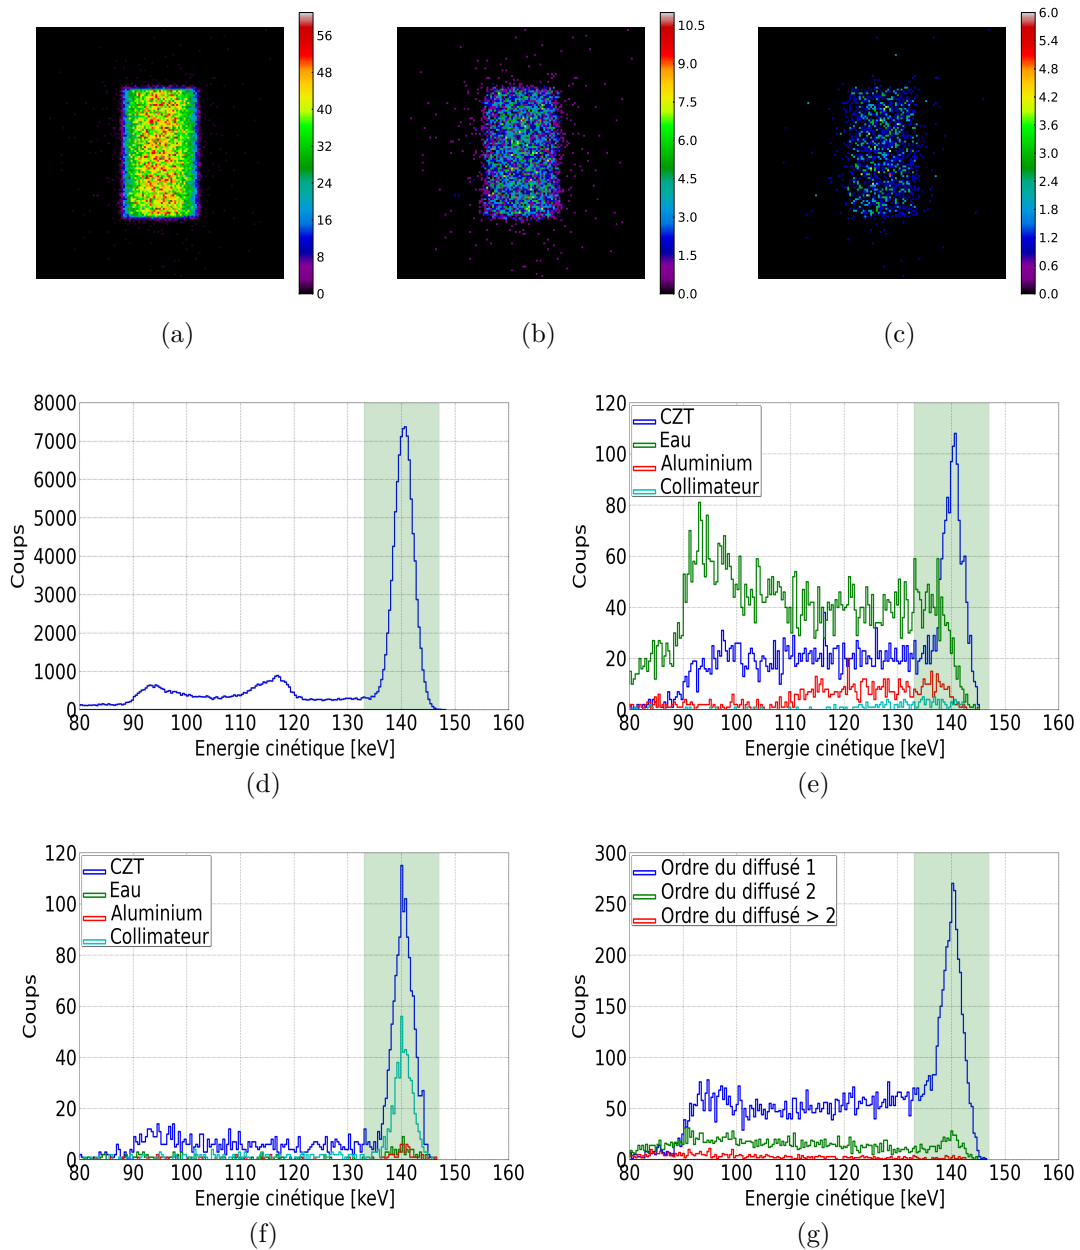 56
48
40
32
24
16
8
0
10.5
9.0
7.5
6.0
4.5
3.0
1.5
0.0
6.0
5.4
4.8
4.2
3.6
3.0
2.4
1.8
1.2
0.6
0.0
(a)
(b)
(c)
8000
7000
6000
5000
4000
3000
2000
1000
0
Coups
80 90 100 110 120 130 140 150 160
Energie cinétique [keV]
(d)
120
100
80
60
40
20
0
Coups
CZT
Eau
Aluminium
Collimateur
80 90 100 110 120 130 140 150 160
Energie cinétique [keV]
(e)
120
100
80
60
40
20
0
Coups
CZT
Eau
Aluminium
Collimateur
80 90 100 110 120 130 140 150 160
Energie cinétique [keV]
(f)
300
250
200
150
100
50
0
Coups
Ordre du diffusé 1
Ordre du diffusé 2
Ordre du diffusé > 2
80 90 100 110 120 130 140 150 160
Energie cinétique [keV]
(g)